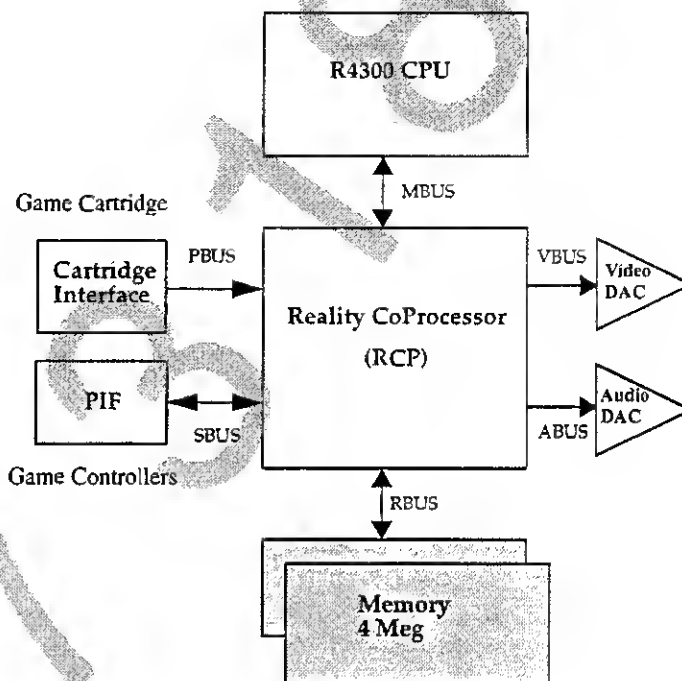 R4300 CPU
MBUS
Game Cartridge
Cartridge
Interface
PBUS
Reality CoProcessor
(RCP)
VBUS
Video
DAC
PIF
SBUS
Game Controllers
ABUS
Audio
DAC
RBUS
Memory
4 Meg